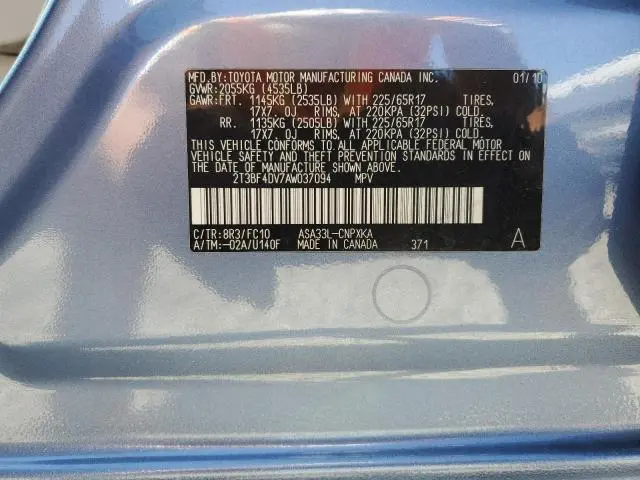 MFD.BY:TOYOTA MOTOR MANUFACTURING CANADA INC. 01/10
GVWR:2055KG (4535LB)
GAWR:FRT. 1145KG (2535LB) WITH 225/65R17 TIRES,
17X7. 0J RIMS, AT 220KPA (32PSI) COLD
RR. 1135KG (2505LB) WITH 225/65R17 TIRES,
17X7. 0J RIMS, AT 220KPA (32PSI) COLD.
THIS VEHICLE CONFORMS TO ALL APPLICABLE FEDERAL MOTOR
VEHICLE SAFETY AND THEFT PREVENTION STANDARDS IN EFFECT
ON THE DATE OF MANUFACTURE SHOWN ABOVE.
2T3BF4DV7AW037094 MPV
C/TR:8R3/FC10 ASA33L-CNPXKA
A/TM:-02A/U140F MADE IN CANADA 371 A